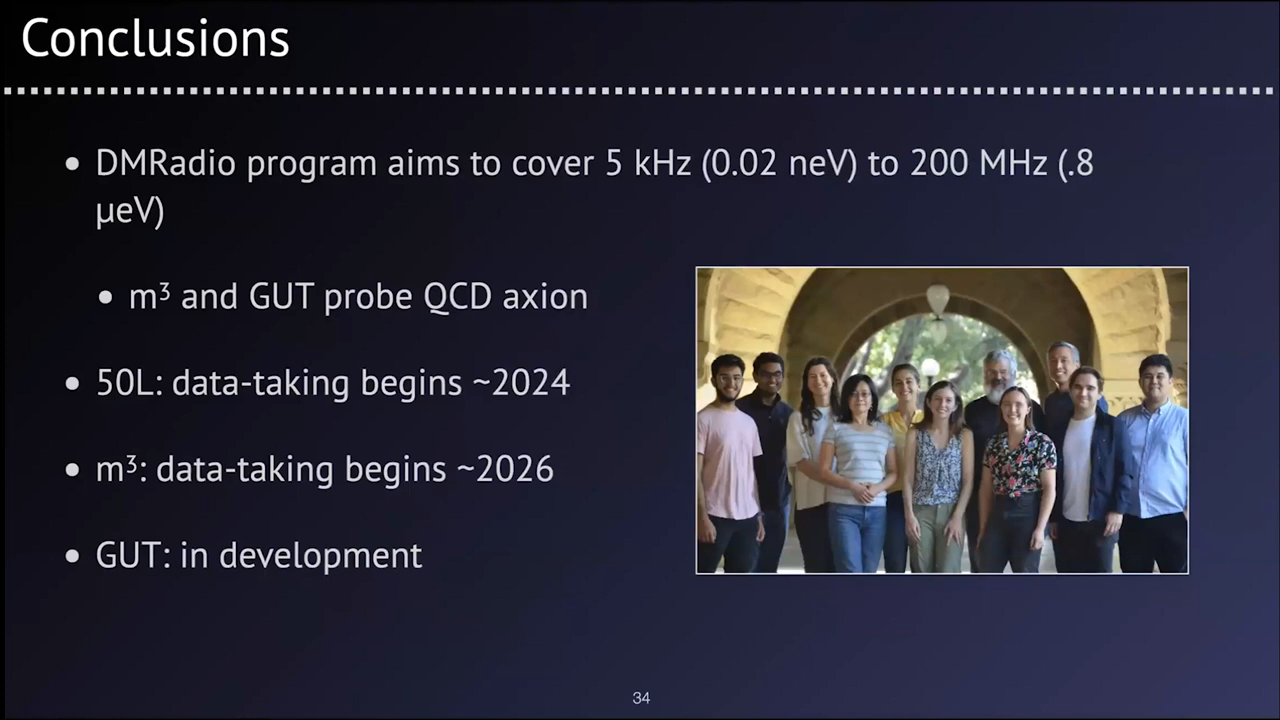 Conclusions
• DMRadio program aims to cover 5 kHz (0.02 neV) to 200 MHz (.8
µeV)
• m³ and GUT probe QCD axion
• 50L: data-taking begins ~2024
• m³: data-taking begins ~2026
• GUT: in development
34